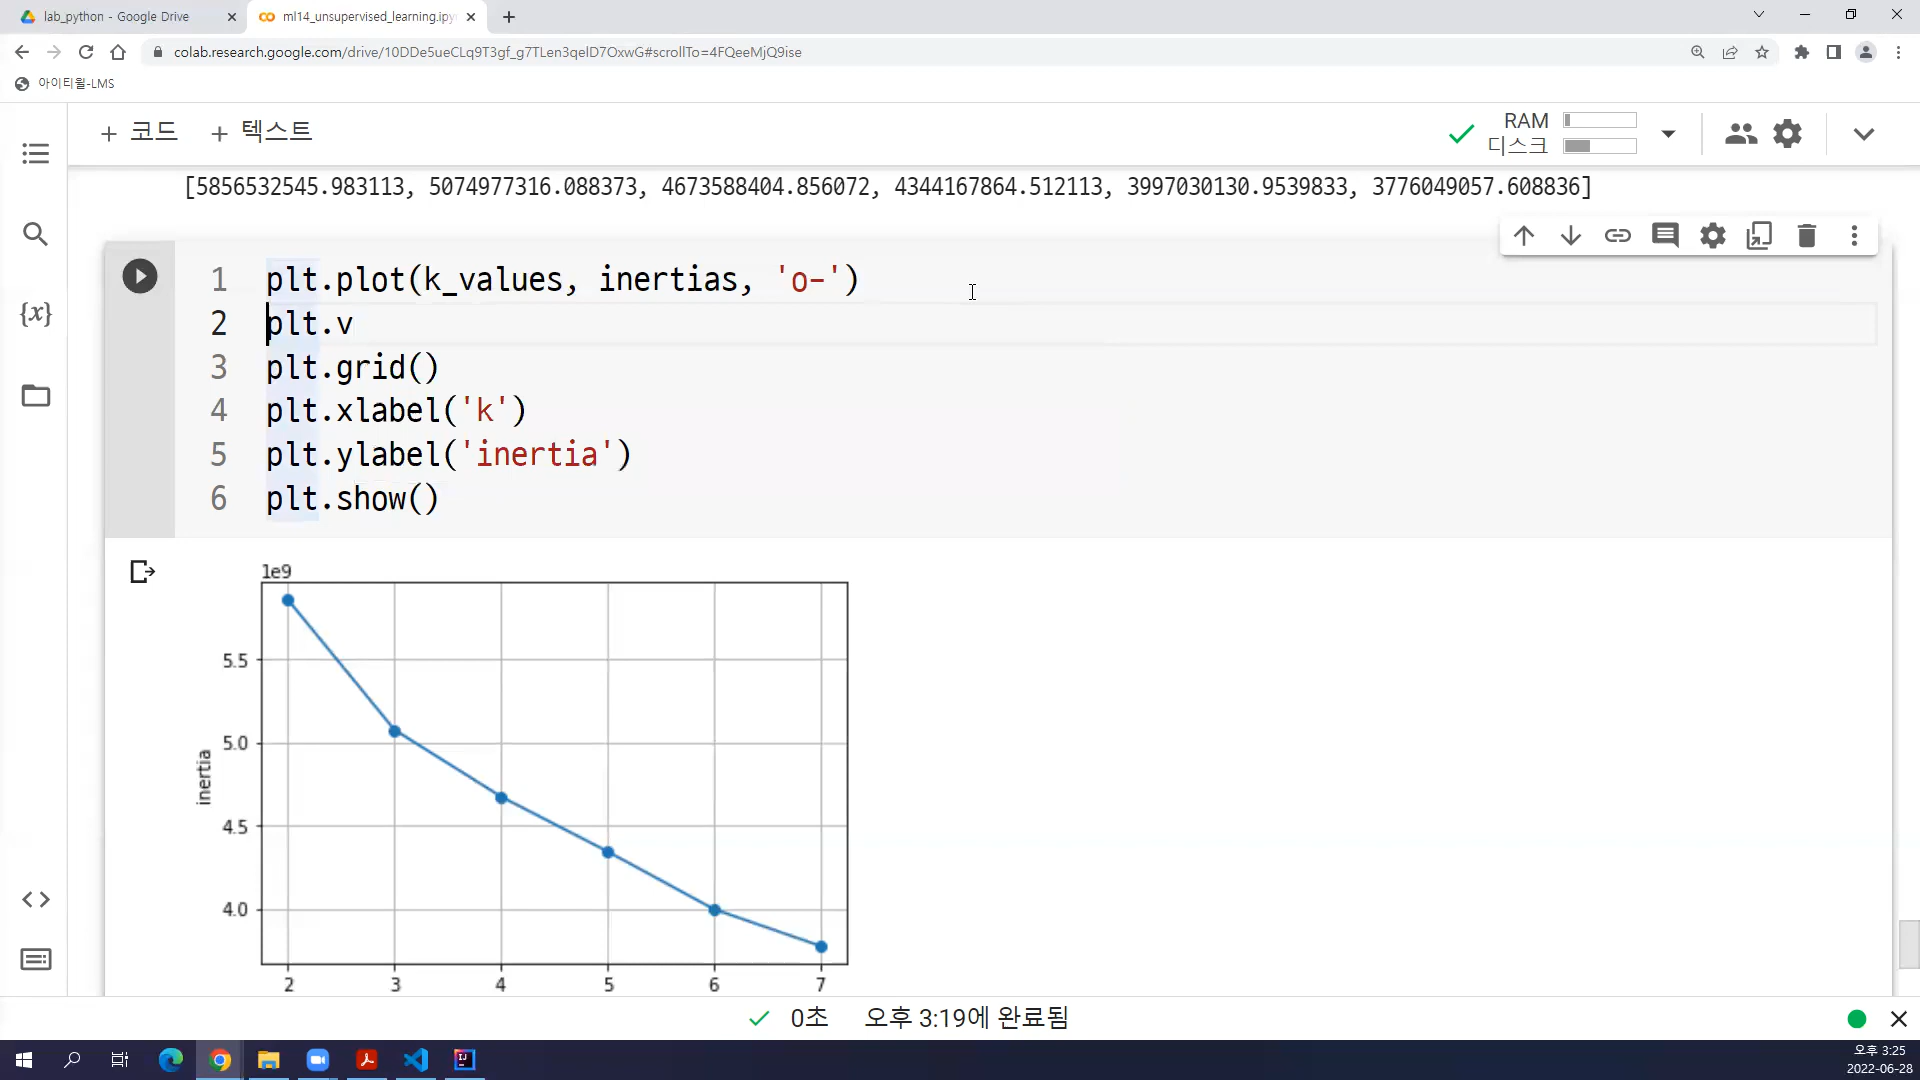 lab_python - Google Drive
ml14_unsupervised_learning.ipy
colab.research.google.com/drive/10DDe5ueCLq9T3gf_g7TLen3qelD7OxwG#scrollTo=4FQeeMjQ9ise
아이티윌-LMS
+ 코드 + 텍스트
RAM
디스크
[5856532545.983113, 5074977316.088373, 4673588404.856072, 4344167864.512113, 3997030130.9539833, 3776049057.608836]
1 plt.plot(k_values, inertias, 'o-')
2 plt.v
3 plt.grid()
4 plt.xlabel('k')
5 plt.ylabel('inertia')
6 plt.show()
1e9
5.5
5.0
4.5
4.0
inertia
2 3 4 5 6 7
0초 오후 3:19에 완료됨
오후 3:25
2022-06-28